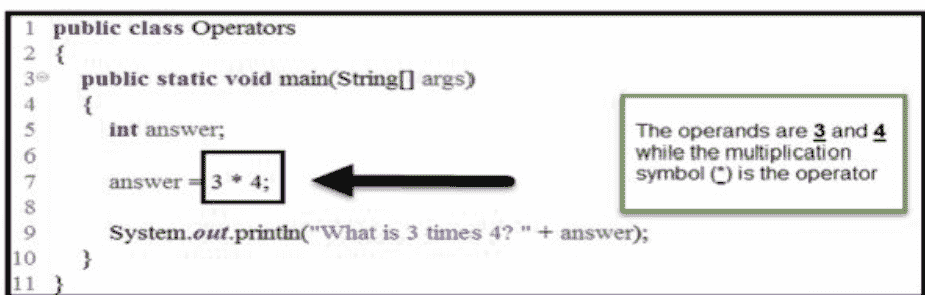 1 public class Operators
2 {
3 public static void main(String[] args)
4 {
5 int answer;
6
7 answer = 3 * 4;
8
9 System.out.println("What is 3 times 4? " + answer);
10 }
11 }
The operands are 3 and 4
while the multiplication
symbol (*) is the operator